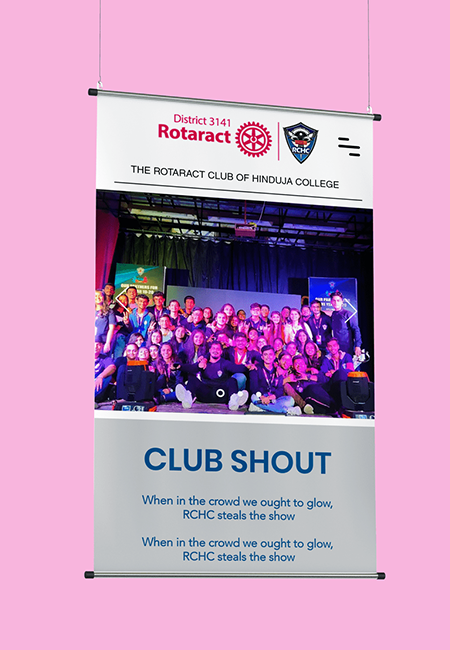 District 3141
Rotaract
RCHC
THE ROTARACT CLUB OF HINDUJA COLLEGE
CLUB SHOUT
When in the crowd we ought to glow,
RCHC steals the show
When in the crowd we ought to glow,
RCHC steals the show